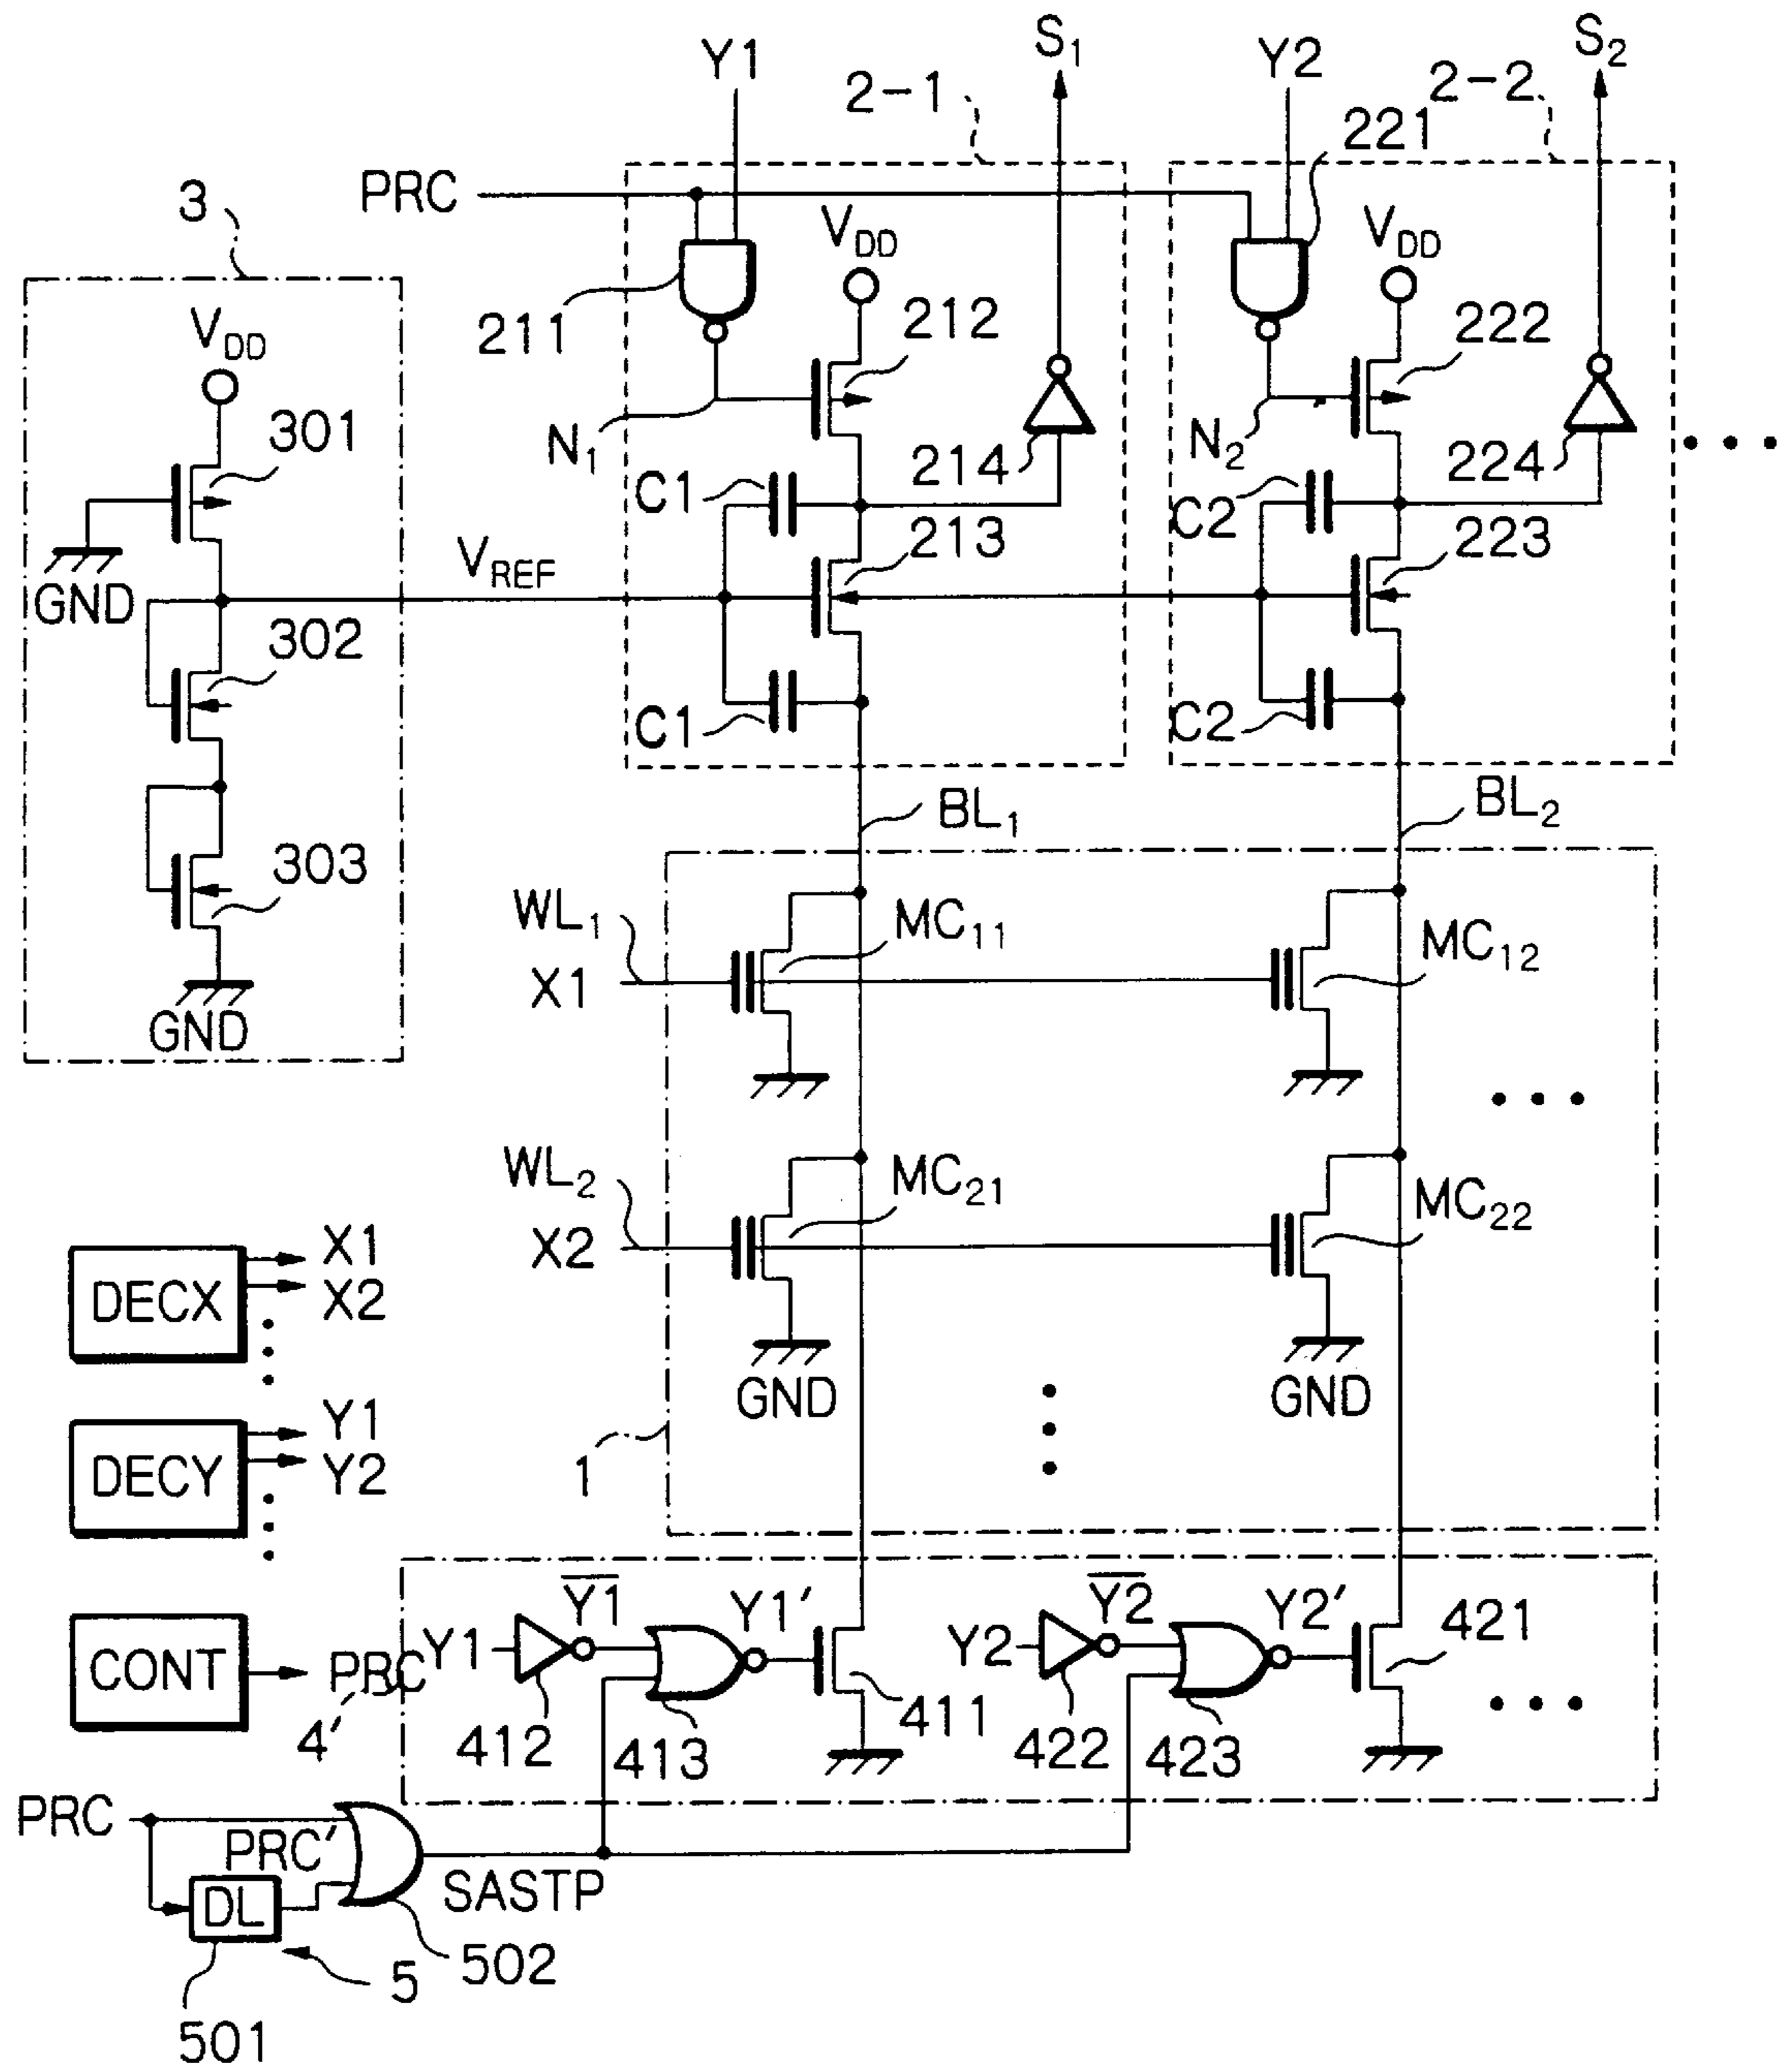 Y1
S1
Y2
S2
2-1
2-2
221
PRC
3
VDD
VDD
211
212
222
VDD
301
N1
214
N2
224
C1
C2
213
223
VREF
GND
302
C1
C2
303
BL1
BL2
WL1
MC11
MC12
X1
GND
WL2
MC21
MC22
X2
DECX
X1
X2
GND
GND
DECY
Y1
Y2
1
CONT
PRC
4'
Y1
Y1
Y1'
Y2
Y2
Y2'
421
412
413
411
422
423
PRC
PRC'
SASTP
DL
502
5
501